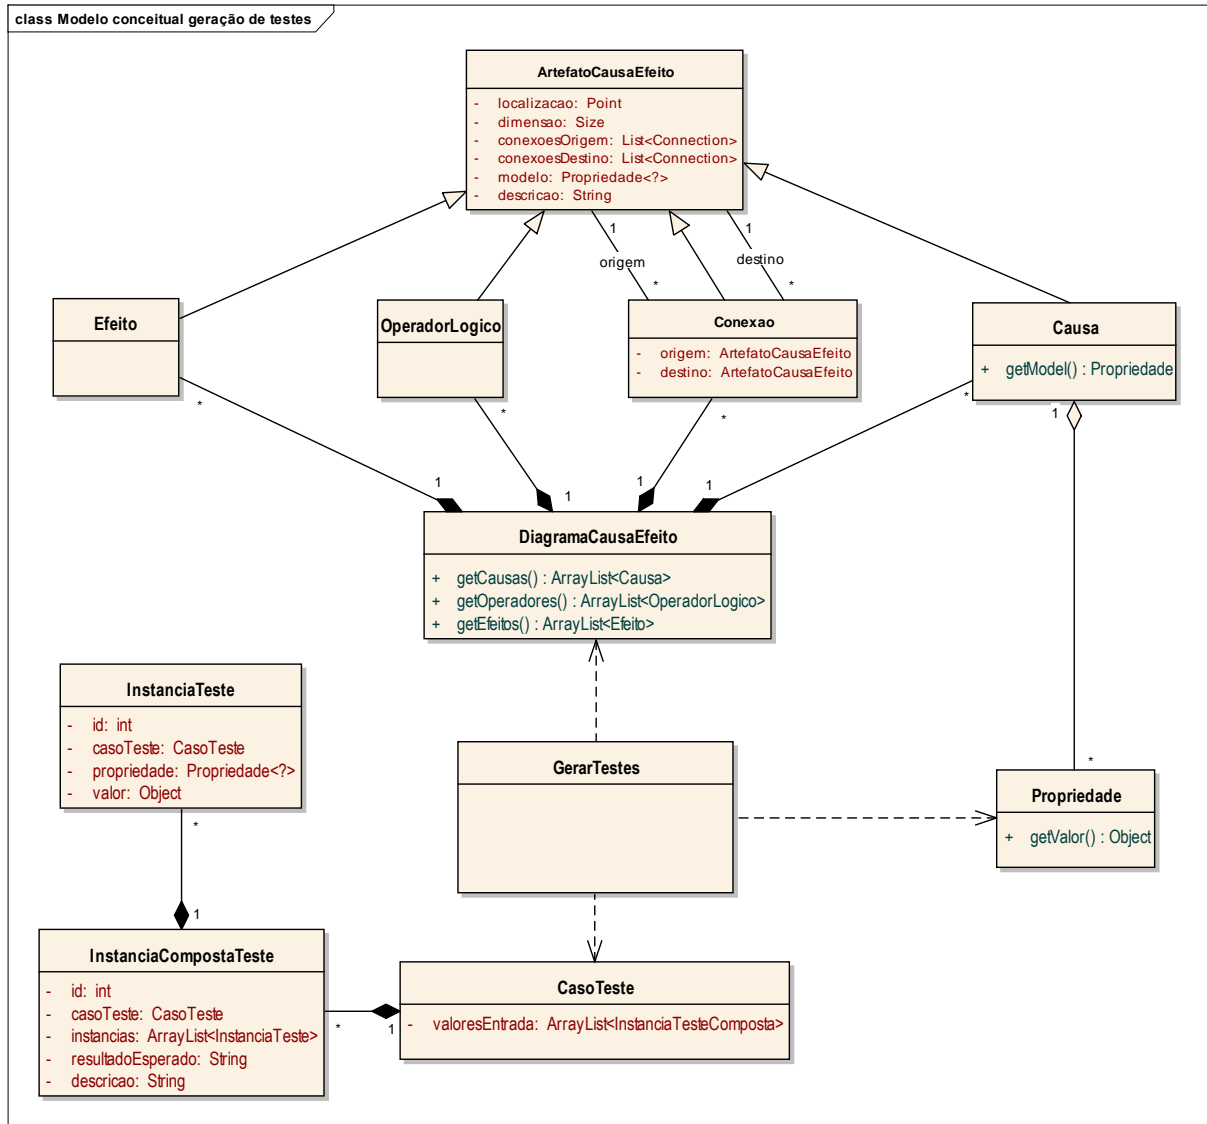 class Modelo conceitual geração de testes
ArtefatoCausaEfeito
- localizacao: Point
- dimensao: Size
- conexoesOrigem: List<Connection>
- conexoesDestino: List<Connection>
- modelo: Propriedade<?>
- descricao: String
1
origem
*
1
destino
*
Efeito
OperadorLogico
Conexao
- origem: ArtefatoCausaEfeito
- destino: ArtefatoCausaEfeito
Causa
+ getModel() : Propriedade
*
*
*
*
1
1
1
1
1
DiagramaCausaEfeito
+ getCausas() : ArrayList<Causa>
+ getOperadores() : ArrayList<OperadorLogico>
+ getEfeitos() : ArrayList<Efeito>
InstanciaTeste
- id: int
- casoTeste: CasoTeste
- propriedade: Propriedade<?>
- valor: Object
GerarTestes
*
Propriedade
+ getValor() : Object
*
1
InstanciaCompostaTeste
- id: int
- casoTeste: CasoTeste
- instancias: ArrayList<InstanciaTeste>
- resultadoEsperado: String
- descricao: String
*
1
CasoTeste
- valoresEntrada: ArrayList<InstanciaTesteComposta>